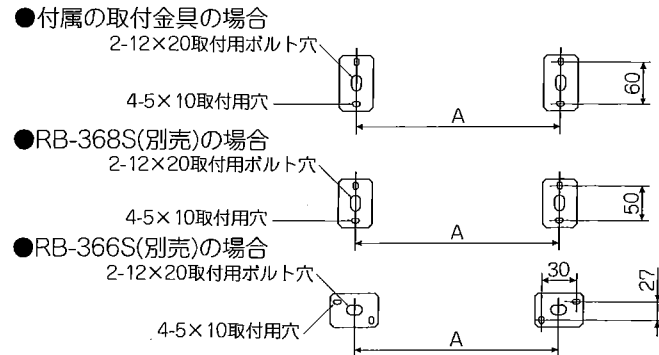 ●付属の取付金具の場合
2-12×20取付用ボルト穴
4-5×10取付用穴
A
60
●RB-368S(別売)の場合
2-12×20取付用ボルト穴
4-5×10取付用穴
A
50
●RB-366S(別売)の場合
2-12×20取付用ボルト穴
30
27
4-5×10取付用穴
A